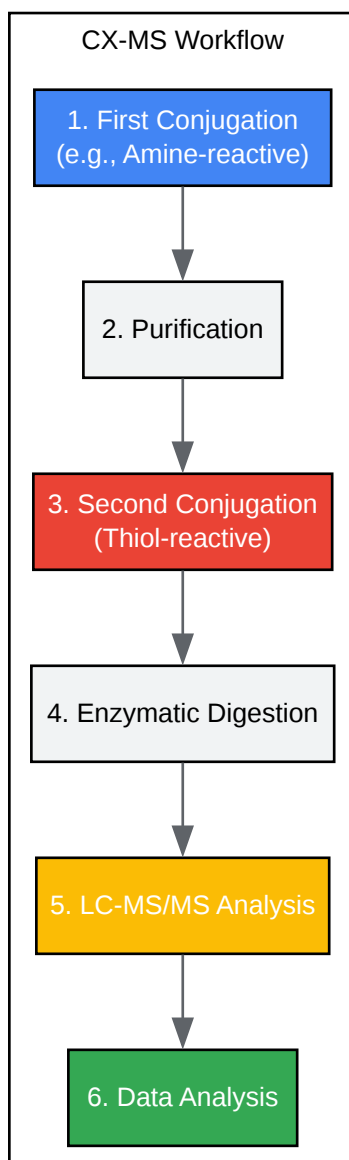 CX-MS Workflow
1. First Conjugation
(e.g., Amine-reactive)
2. Purification
3. Second Conjugation
(Thiol-reactive)
4. Enzymatic Digestion
5. LC-MS/MS Analysis
6. Data Analysis